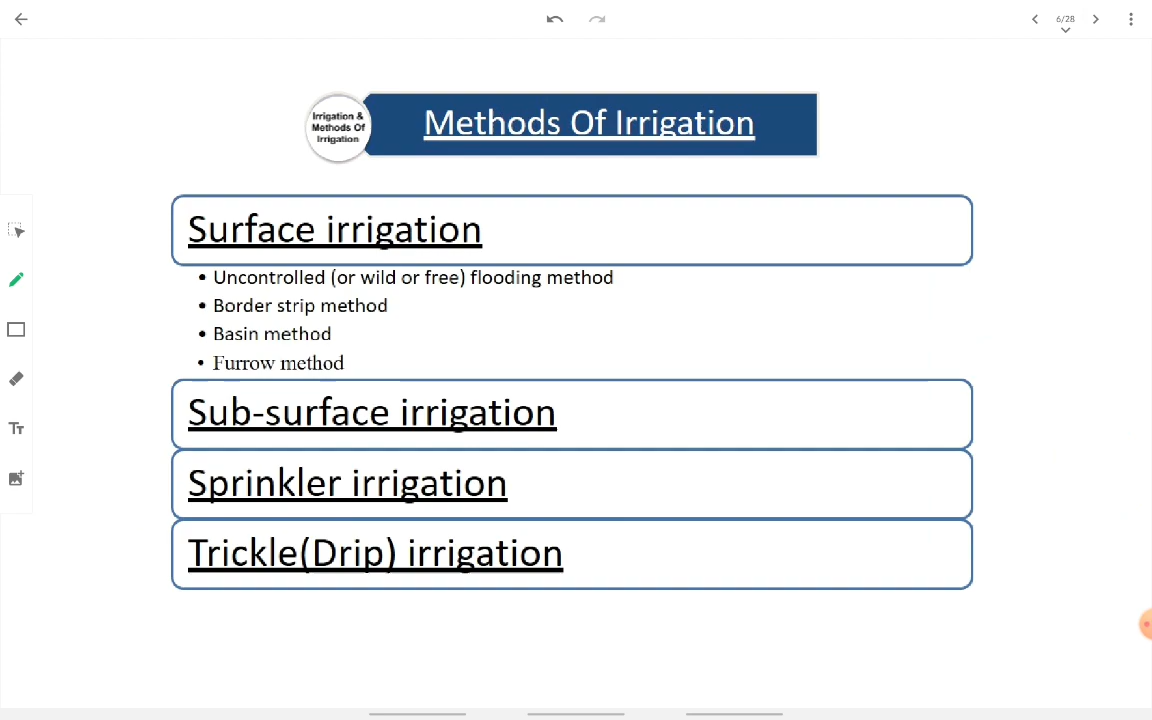 6/28
Irrigation &
Methods Of
Irrigation
Methods Of Irrigation
Surface irrigation
• Uncontrolled (or wild or free) flooding method
• Border strip method
• Basin method
• Furrow method
Sub-surface irrigation
Sprinkler irrigation
Trickle(Drip) irrigation
Tт